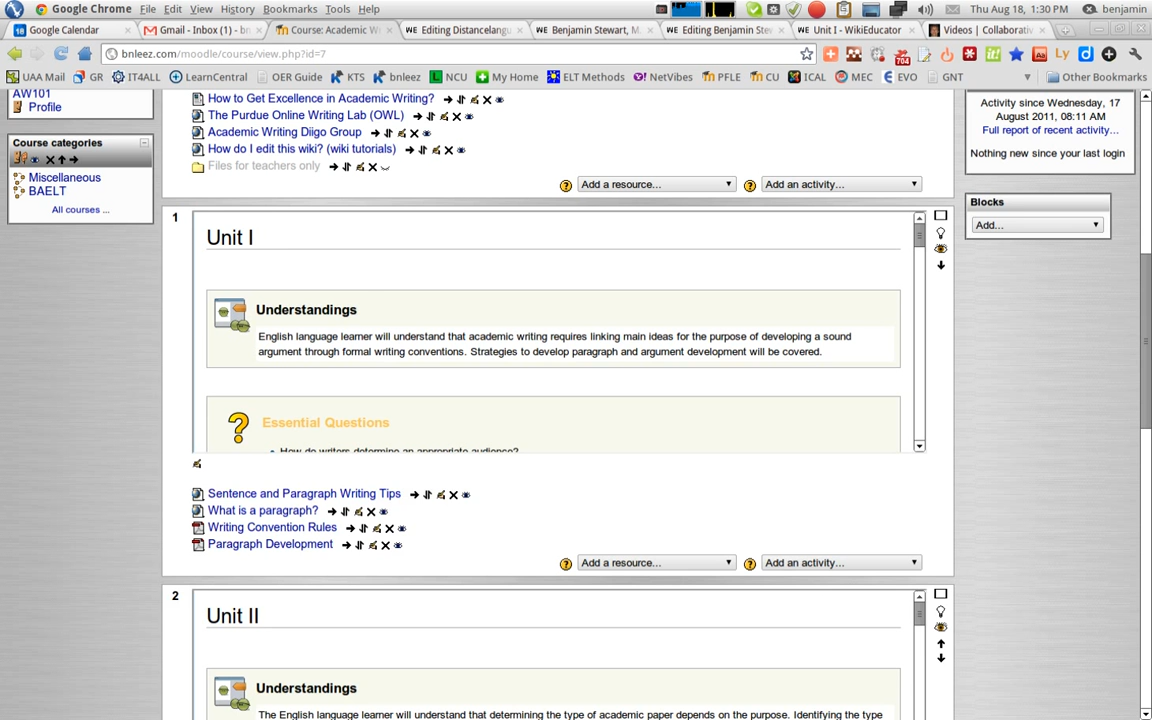 Google Chrome File Edit View History Bookmarks Tools Help
Thu Aug 18, 1:30 PM benjamin
Google Calendar
Gmail - Inbox (1) - bn
Course: Academic W
WE Editing Distancelang
WE Benjamin Stewart, M.
WE Editing Benjamin Ste
WE Unit I - WikiEducator
Videos | Collaborativ
bnleez.com/moodle/course/view.php?id=7
704
UAA Mail GR IT4ALL LearnCentral OER Guide KTS bnleez NCU My Home ELT Methods NetVibes PFLE CU ICAL MEC EVO GNT Other Bookmarks
AW101
Profile
Course categories
Miscellaneous
BAELT
All courses ...
How to Get Excellence in Academic Writing?
The Purdue Online Writing Lab (OWL)
Academic Writing Diigo Group
How do I edit this wiki? (wiki tutorials)
Files for teachers only
Add a resource... Add an activity...
1
Unit I
Understandings
English language learner will understand that academic writing requires linking main ideas for the purpose of developing a sound
argument through formal writing conventions. Strategies to develop paragraph and argument development will be covered.
Essential Questions
How do writers determine an appropriate audience?
Sentence and Paragraph Writing Tips
What is a paragraph?
Writing Convention Rules
Paragraph Development
Add a resource... Add an activity...
2
Unit II
Understandings
The English language learner will understand that determining the type of academic paper depends on the purpose. Identifying the type
Activity since Wednesday, 17
August 2011, 08:11 AM
Full report of recent activity...
Nothing new since your last login
Blocks
Add...